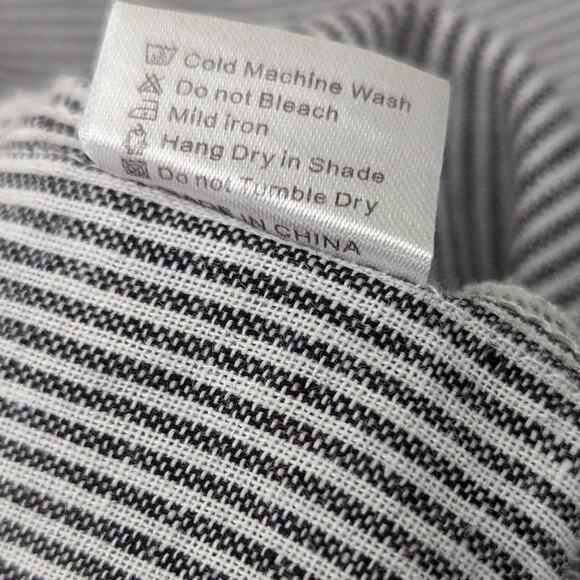 Cold Machine Wash
Do not Bleach
Mild iron
Hang Dry in Shade
Do not Tumble Dry
IN CHINA